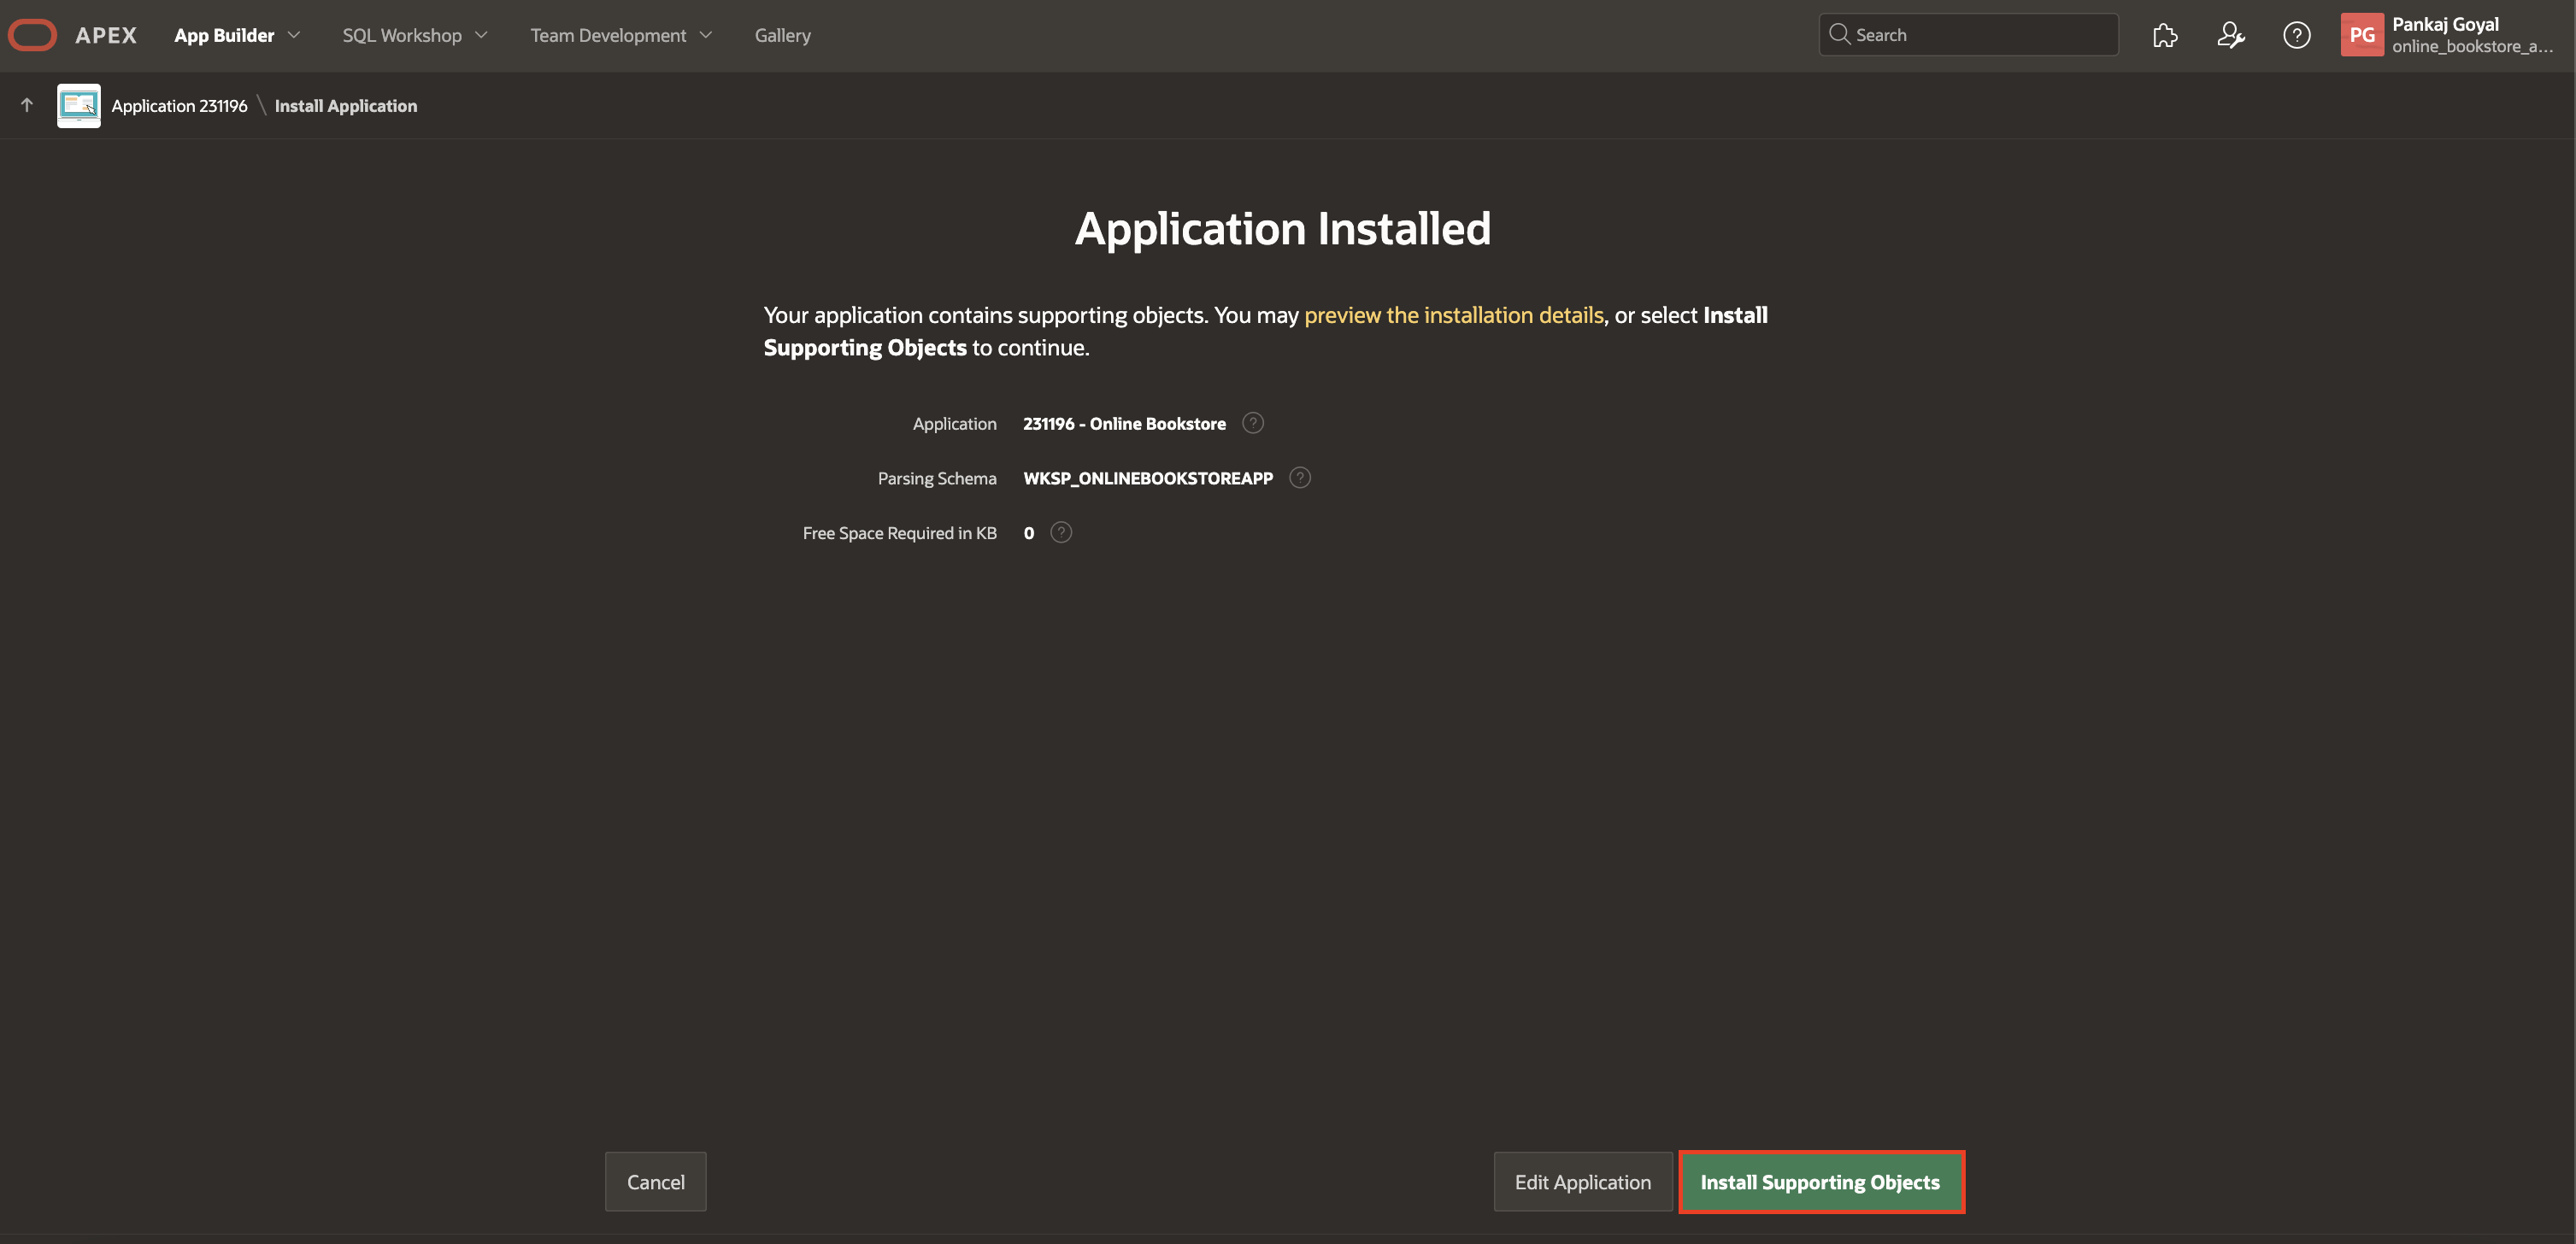 APEX App Builder SQL Workshop Team Development Gallery Search PG Pankaj Goyal
online_bookstore_a...
Application 231196 \ Install Application
Application Installed
Your application contains supporting objects. You may preview the installation details, or select Install
Supporting Objects to continue.
Application 231196 - Online Bookstore ?
Parsing Schema WKSP_ONLINEBOOKSTOREAPP ?
Free Space Required in KB 0 ?
Cancel Edit Application Install Supporting Objects